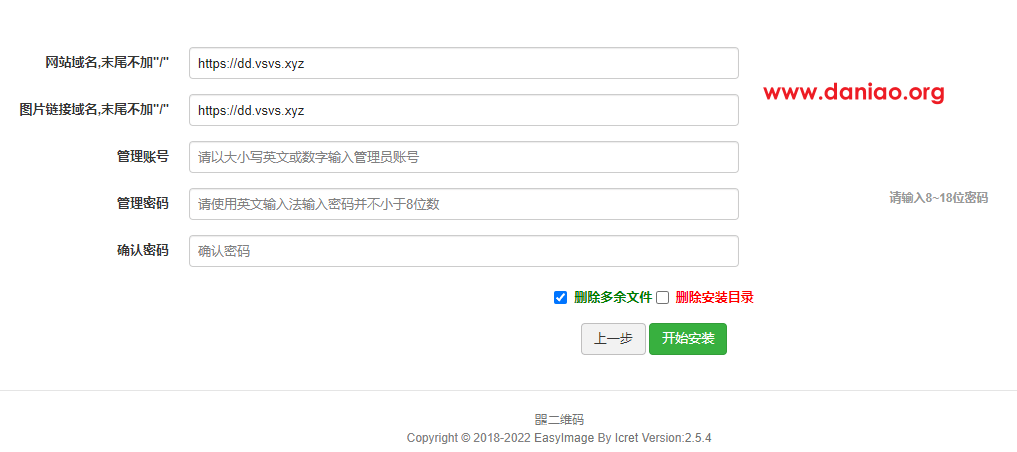 网站域名,末尾不加"/"
https://dd.vsvs.xyz
www.daniao.org
图片链接域名,末尾不加"/"
https://dd.vsvs.xyz
管理账号
请以大小写英文或数字输入管理员账号
管理密码
请使用英文输入法输入密码并不小于8位数
请输入8~18位密码
确认密码
确认密码
删除多余文件 删除安装目录
上一步 开始安装
二维码
Copyright © 2018-2022 EasyImage By Icret Version:2.5.4